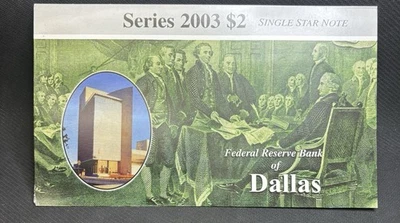 Series 2003 $2 SINGLE STAR NOTE
Federal Reserve Bank
of
Dallas